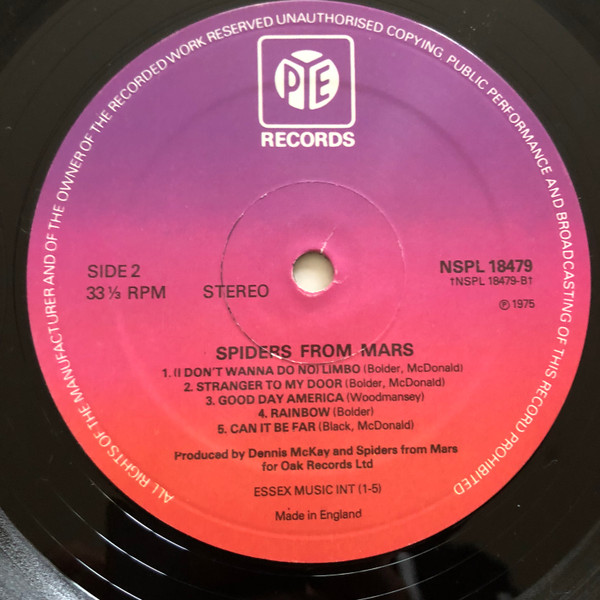 ALL RIGHTS OF THE MANUFACTURER AND OF THE OWNER OF THE RECORDED WORK RESERVED UNAUTHORISED COPYING, PUBLIC PERFORMANCE AND BROADCASTING OF THIS RECORD PROHIBITED
PYE
RECORDS
SIDE 2
33 ⅓ RPM
STEREO
NSPL 18479
†NSPL 18479-B†
℗ 1975
SPIDERS FROM MARS
1. (I DON'T WANNA DO NO) LIMBO (Bolder, McDonald)
2. STRANGER TO MY DOOR (Bolder, McDonald)
3. GOOD DAY AMERICA (Woodmansey)
4. RAINBOW (Bolder)
5. CAN IT BE FAR (Black, McDonald)
Produced by Dennis McKay and Spiders from Mars
for Oak Records Ltd
ESSEX MUSIC INT (1-5)
Made in England